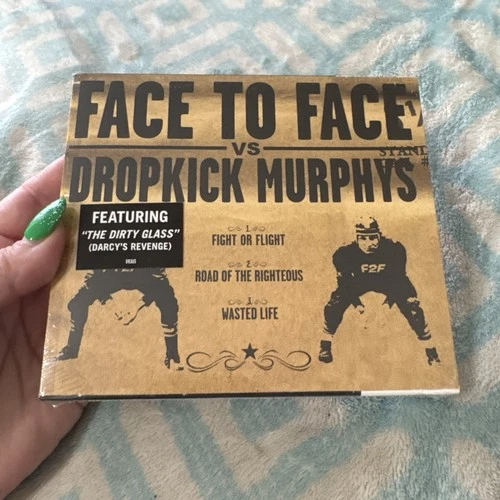 FACE TO FACE
VS
STAND
DROPKICK MURPHYS
FEATURING
"THE DIRTY GLASS"
(DARCY'S REVENGE)
1.
FIGHT OR FLIGHT
2.
ROAD OF THE RIGHTEOUS
3.
WASTED LIFE
F2F